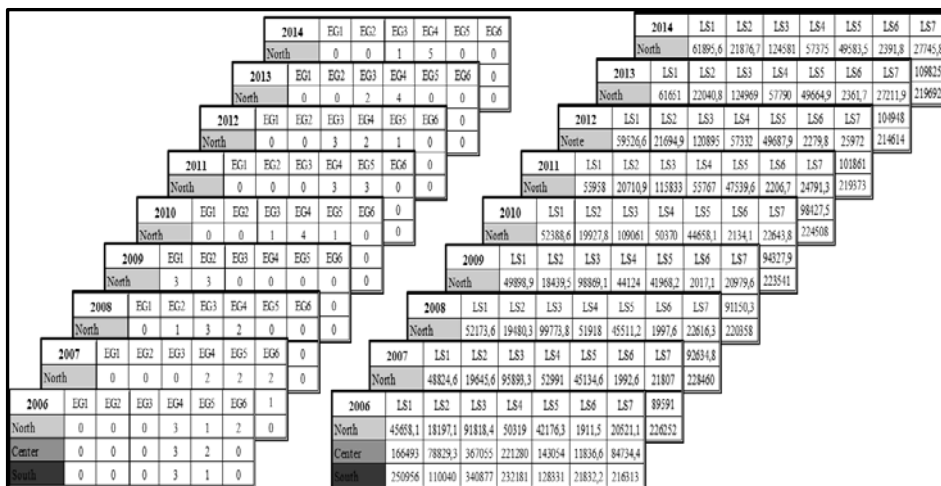 2014 EG1 EG2 EG3 EG4 EG5 EG6
North 0 0 1 5 0 0
2013 EG1 EG2 EG3 EG4 EG5 EG6 0
North 0 0 2 4 0 0 0
2012 EG1 EG2 EG3 EG4 EG5 EG6 0
North 0 0 3 2 1 0 0
2011 EG1 EG2 EG3 EG4 EG5 EG6 0
North 0 0 0 3 3 0 0
2010 EG1 EG2 EG3 EG4 EG5 EG6 0
North 0 0 1 4 1 0 0
2009 EG1 EG2 EG3 EG4 EG5 EG6 0
North 3 3 0 0 0 0 0
2008 EG1 EG2 EG3 EG4 EG5 EG6 0
North 0 1 3 2 0 0 0
2007 EG1 EG2 EG3 EG4 EG5 EG6 0
North 0 0 0 2 2 2 0
2006 EG1 EG2 EG3 EG4 EG5 EG6 1
North 0 0 0 3 1 2 0
Center 0 0 0 3 2 0
South 0 0 0 3 1 0
2014 LS1 LS2 LS3 LS4 LS5 LS6 LS7
North 61895,6 21876,7 124581 57375 49583,5 2391,8 27745,8
2013 LS1 LS2 LS3 LS4 LS5 LS6 LS7 109825
North 61651 22040,8 124969 57790 49664,9 2361,7 27211,9 219692
2012 LS1 LS2 LS3 LS4 LS5 LS6 LS7 104948
Norte 59526,6 21694,9 120895 57332 49687,9 2279,8 25972 214614
2011 LS1 LS2 LS3 LS4 LS5 LS6 LS7 101861
North 55958 20710,9 115833 55767 47539,6 2206,7 24791,3 219373
2010 LS1 LS2 LS3 LS4 LS5 LS6 LS7 98427,5
North 52388,6 19927,8 109061 50370 44658,1 2134,1 22643,8 224508
2009 LS1 LS2 LS3 LS4 LS5 LS6 LS7 94327,9
North 49898,9 18439,5 98869,1 44124 41968,2 2017,1 20979,6 223541
2008 LS1 LS2 LS3 LS4 LS5 LS6 LS7 91150,3
North 52173,6 19480,3 99773,8 51918 45511,2 1997,6 22616,3 220358
2007 LS1 LS2 LS3 LS4 LS5 LS6 LS7 92634,8
North 48824,6 19645,6 95893,3 52991 45134,6 1992,6 21807 228460
2006 LS1 LS2 LS3 LS4 LS5 LS6 LS7 89591
North 45658,1 18197,1 91818,4 50319 42176,3 1911,5 20521,1 226252
Center 166493 78829,3 367055 221280 143054 11836,6 84734,4
South 250956 110040 340877 232181 128331 21832,2 216313